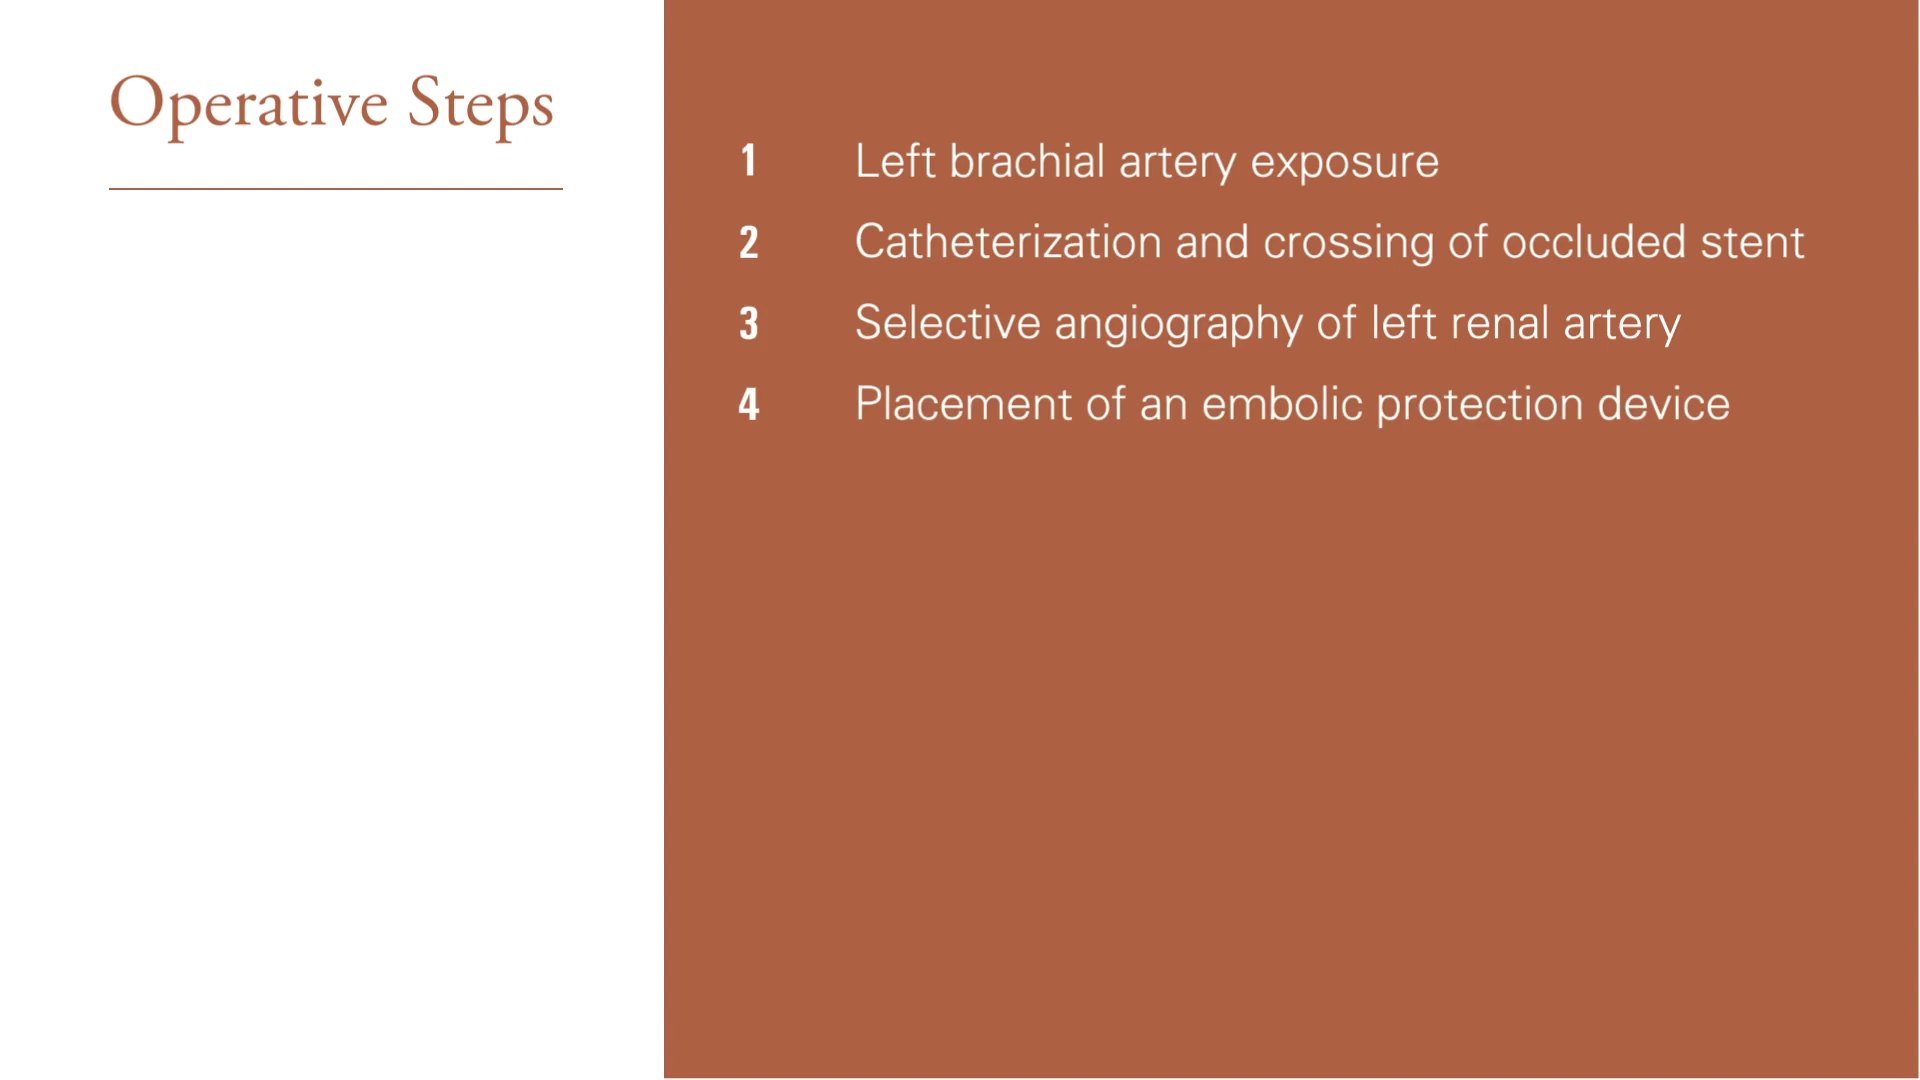 Operative Steps
1 Left brachial artery exposure
2 Catheterization and crossing of occluded stent
3 Selective angiography of left renal artery
4 Placement of an embolic protection device